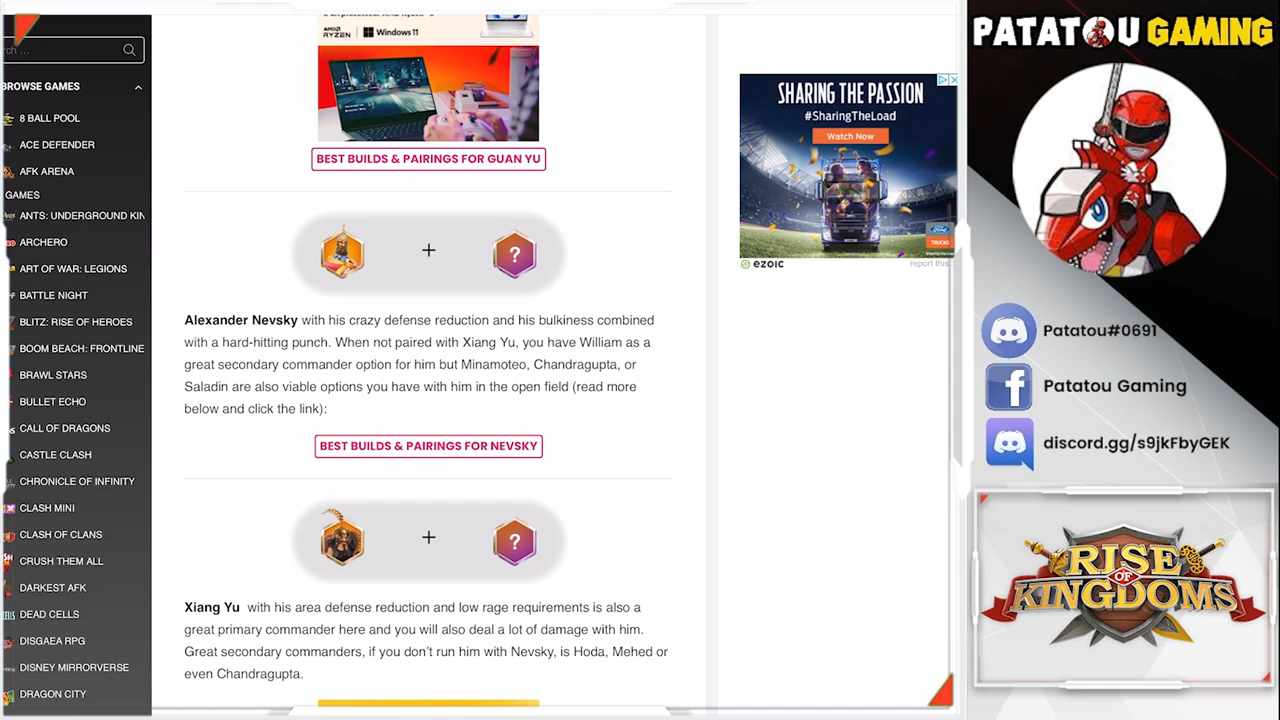 AMD
RYZEN
Windows 11
BEST BUILDS & PAIRINGS FOR GUAN YU
+
?
Alexander Nevsky with his crazy defense reduction and his bulkiness combined
with a hard-hitting punch. When not paired with Xiang Yu, you have William as a
great secondary commander option for him but Minamoteo, Chandragupta, or
Saladin are also viable options you have with him in the open field (read more
below and click the link):
BEST BUILDS & PAIRINGS FOR NEVSKY
+
?
Xiang Yu with his area defense reduction and low rage requirements is also a
great primary commander here and you will also deal a lot of damage with him.
Great secondary commanders, if you don't run him with Nevsky, is Hoda, Mehed or
even Chandragupta.
BROWSE GAMES
8 BALL POOL
ACE DEFENDER
AFK ARENA
GAMES
ANTS: UNDERGROUND KIN
ARCHERO
ART OF WAR: LEGIONS
BATTLE NIGHT
BLITZ: RISE OF HEROES
BOOM BEACH: FRONTLINE
BRAWL STARS
BULLET ECHO
CALL OF DRAGONS
CASTLE CLASH
CHRONICLE OF INFINITY
CLASH MINI
CLASH OF CLANS
CRUSH THEM ALL
DARKEST AFK
DEAD CELLS
DISGAEA RPG
DISNEY MIRRORVERSE
DRAGON CITY
SHARING THE PASSION
#SharingTheLoad
Watch Now
Ford
TRUCKS
ezoic
report this
PATATOU GAMING
Patatou#0691
Patatou Gaming
discord.gg/s9jkFbyGEK
RISE
OF
KINGDOMS